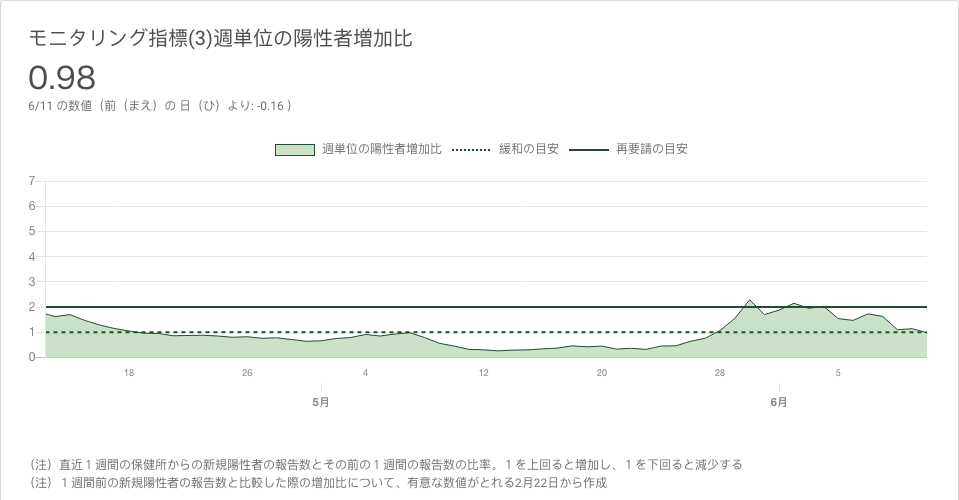 モニタリング指標(3)週単位の陽性者増加比
0.98
6/11 の数値（前（まえ）の 日（ひ）より: -0.16 ）
週単位の陽性者増加比 緩和の目安 再要請の目安
7
6
5
4
3
2
1
0
18 26 4 12 20 28 5
5月 6月
（注）直近１週間の保健所からの新規陽性者の報告数とその前の１週間の報告数の比率。１を上回ると増加し、１を下回ると減少する
（注）１週間前の新規陽性者の報告数と比較した際の増加比について、有意な数値がとれる2月22日から作成